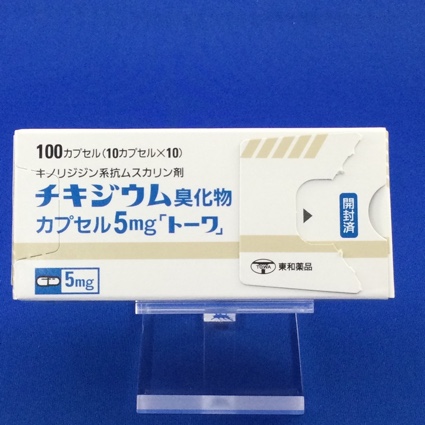 100カプセル(10カプセル×10)
キノリジジン系抗ムスカリン剤
チキジウム臭化物
カプセル5mg「トーワ」
5mg
開封済
TOWA
東和薬品